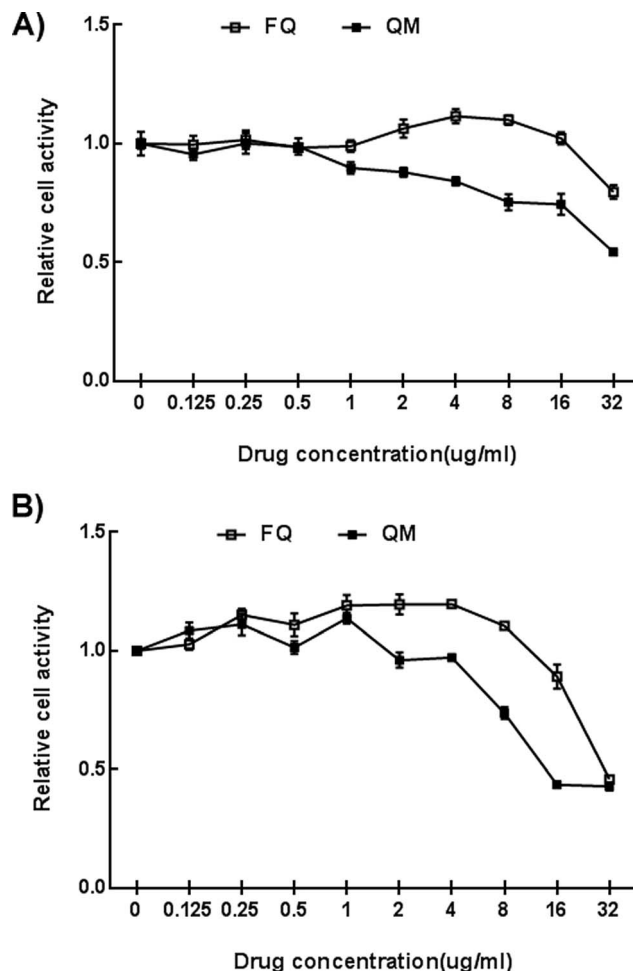 A)
FQ QM
1.5
1.0
0.5
0.0
Relative cell activity
0 0.125 0.25 0.5 1 2 4 8 16 32
Drug concentration(ug/ml)
B)
FQ QM
1.5
1.0
0.5
0.0
Relative cell activity
0 0.125 0.25 0.5 1 2 4 8 16 32
Drug concentration(ug/ml)